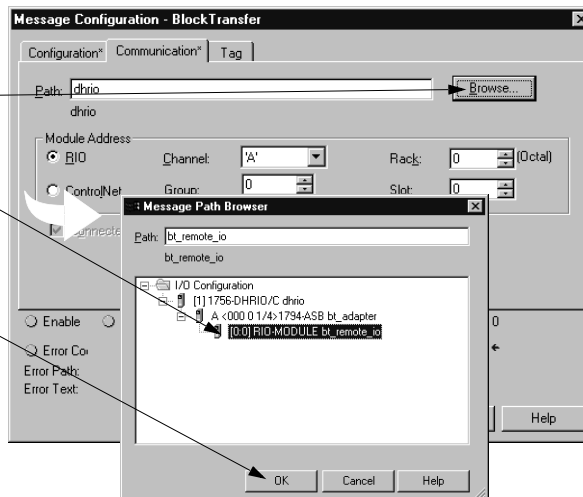 Message Configuration - BlockTransfer
Configuration* Communication* Tag
Path: dhrio Browse...
dhrio
Module Address
RIO Channel: 'A' Rack: 0 (Octal)
ControlNet Group: 0 Slot: 0
Message Path Browser
Path: bt_remote_io
bt_remote_io
I/O Configuration
[1] 1756-DHRIO/C dhrio
A <000 0 1/4> 1794-ASB bt_adapter
[0:0] RIO-MODULE bt_remote_io
Enable 0
Error Path:
Error Text:
Help
OK Cancel Help